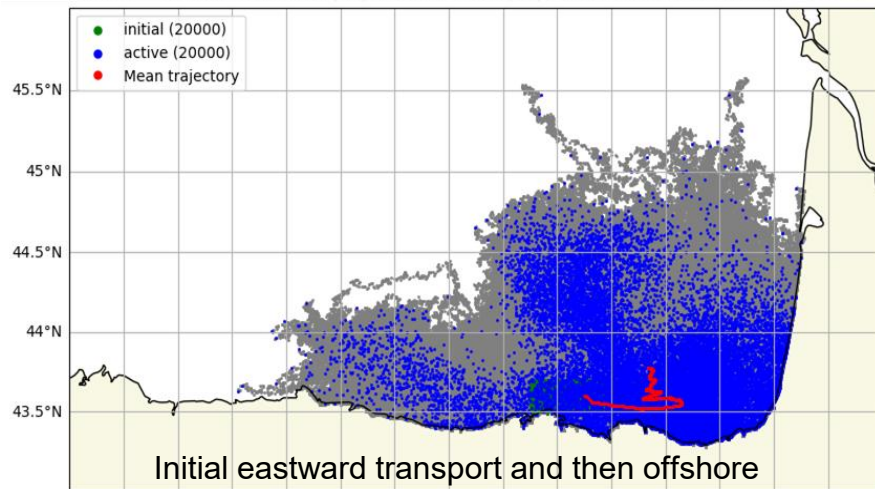 initial (20000)
active (20000)
Mean trajectory
45.5°N
45°N
44.5°N
44°N
43.5°N
Initial eastward transport and then offshore